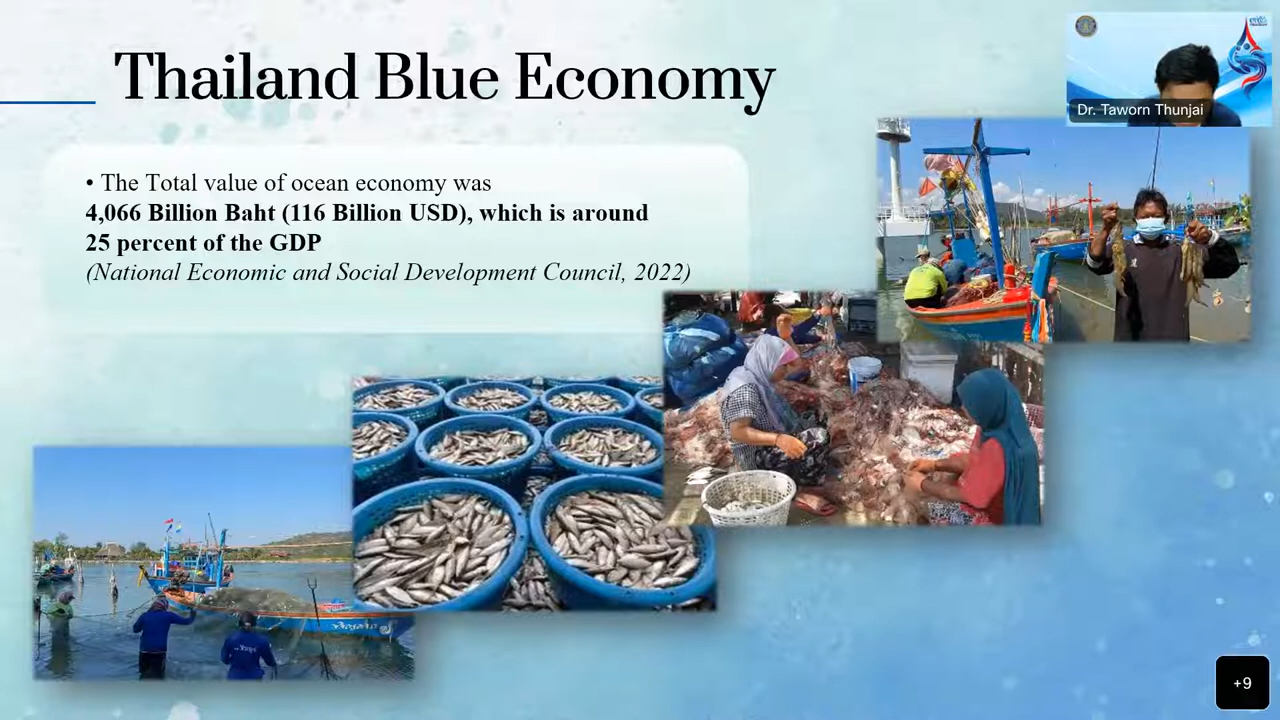 Thailand Blue Economy
Dr. Taworn Thunjai
• The Total value of ocean economy was
4,066 Billion Baht (116 Billion USD), which is around
25 percent of the GDP
(National Economic and Social Development Council, 2022)
+9